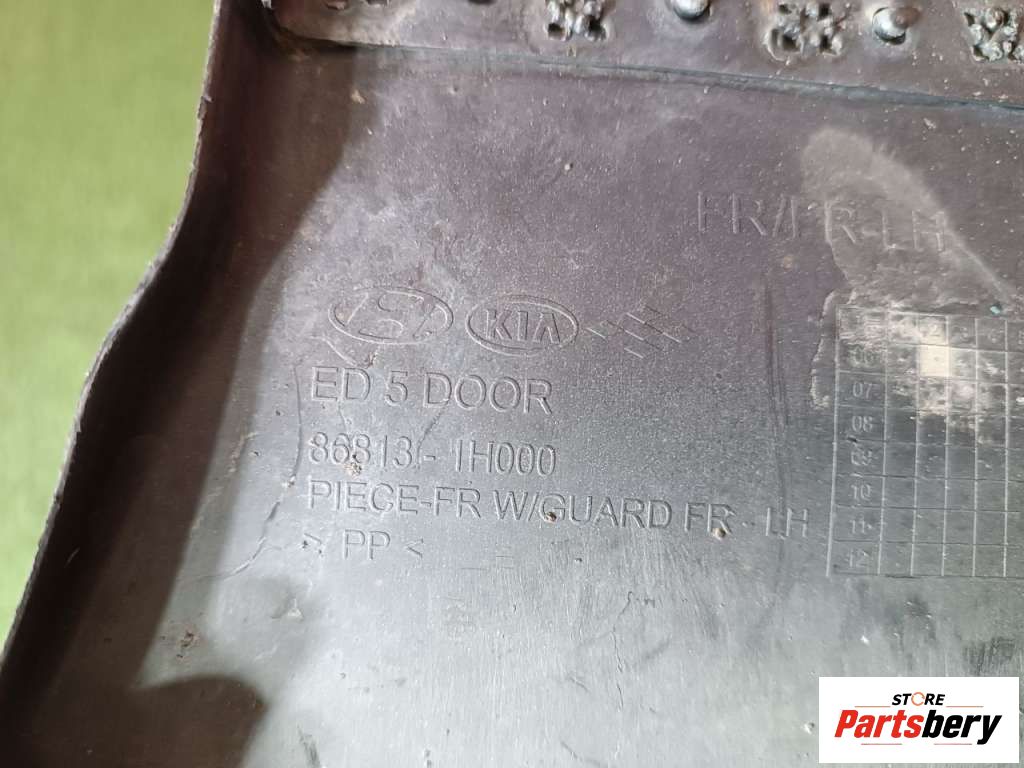 FR/FR LH
KIA
ED 5 DOOR
86813 - 1H000
PIECE-FR W/GUARD FR - LH
> PP <
06
07
08
09
10
11
12
STORE
Partsbery